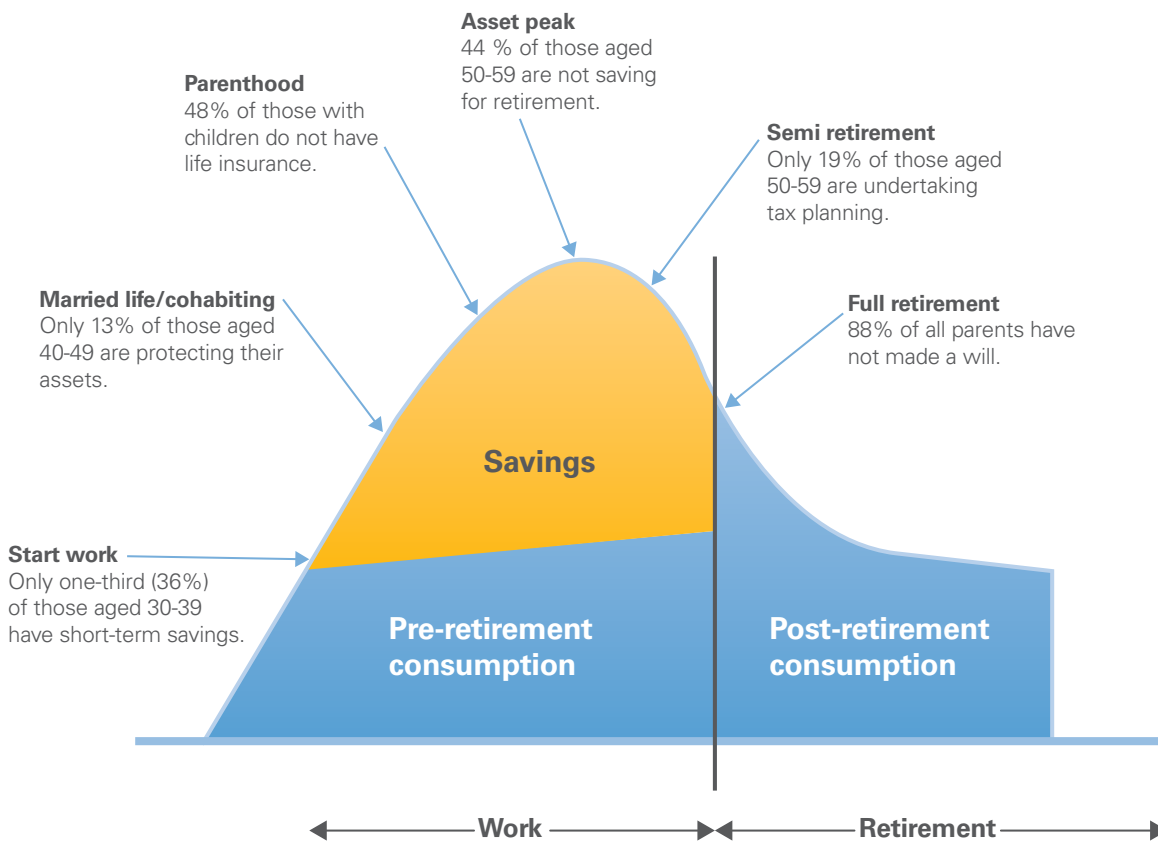 Asset peak
44 % of those aged
50-59 are not saving
for retirement.
Parenthood
48% of those with
children do not have
life insurance.
Semi retirement
Only 19% of those aged
50-59 are undertaking
tax planning.
Married life/cohabiting
Only 13% of those aged
40-49 are protecting their
assets.
Full retirement
88% of all parents have
not made a will.
Savings
Start work
Only one-third (36%)
of those aged 30-39
have short-term savings.
Pre-retirement
consumption
Post-retirement
consumption
Work
Retirement